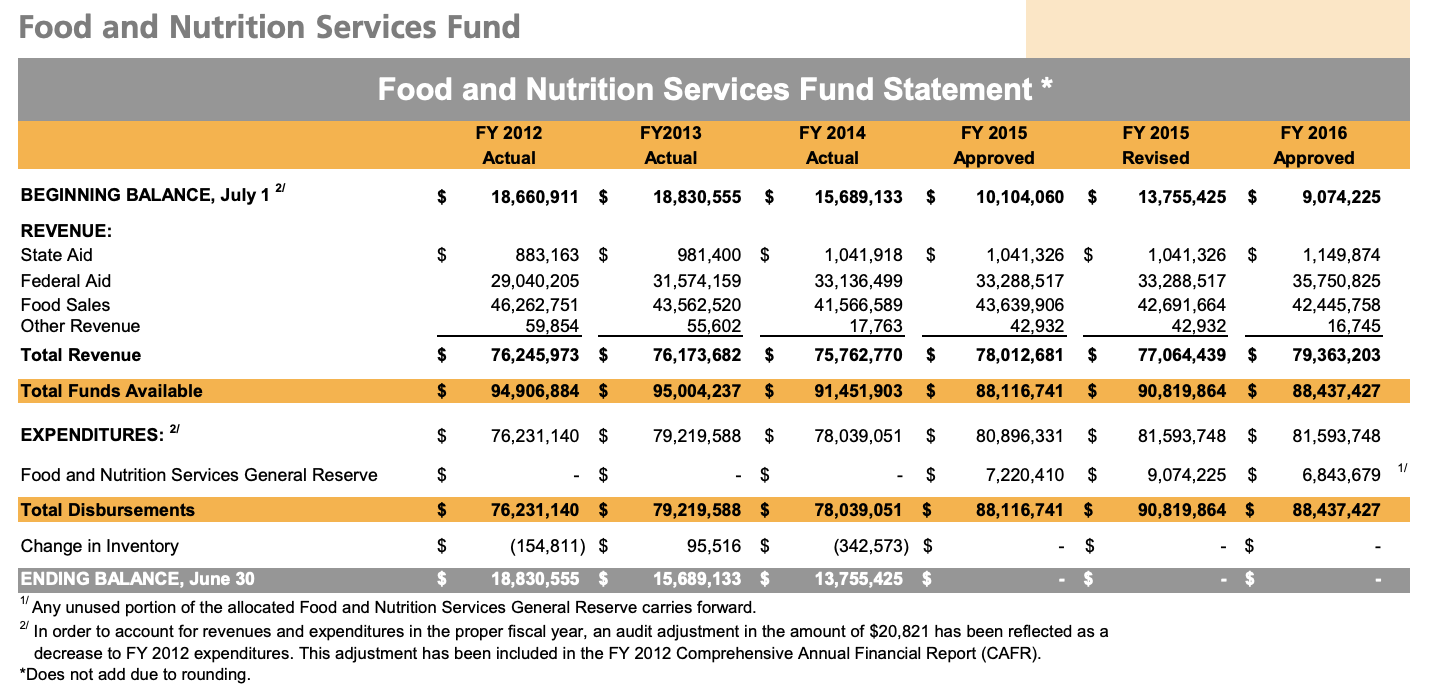 Food and Nutrition Services Fund
Food and Nutrition Services Fund Statement *
FY 2012 FY2013 FY 2014 FY 2015 FY 2015 FY 2016
Actual Actual Actual Approved Revised Approved
BEGINNING BALANCE, July 1 2/ $ 18,660,911 $ 18,830,555 $ 15,689,133 $ 10,104,060 $ 13,755,425 $ 9,074,225
REVENUE:
State Aid $ 883,163 $ 981,400 $ 1,041,918 $ 1,041,326 $ 1,041,326 $ 1,149,874
Federal Aid 29,040,205 31,574,159 33,136,499 33,288,517 33,288,517 35,750,825
Food Sales 46,262,751 43,562,520 41,566,589 43,639,906 42,691,664 42,445,758
Other Revenue 59,854 55,602 17,763 42,932 42,932 16,745
Total Revenue $ 76,245,973 $ 76,173,682 $ 75,762,770 $ 78,012,681 $ 77,064,439 $ 79,363,203
Total Funds Available $ 94,906,884 $ 95,004,237 $ 91,451,903 $ 88,116,741 $ 90,819,864 $ 88,437,427
EXPENDITURES: 2/ $ 76,231,140 $ 79,219,588 $ 78,039,051 $ 80,896,331 $ 81,593,748 $ 81,593,748
Food and Nutrition Services General Reserve $ - $ - $ - $ 7,220,410 $ 9,074,225 $ 6,843,679 1/
Total Disbursements $ 76,231,140 $ 79,219,588 $ 78,039,051 $ 88,116,741 $ 90,819,864 $ 88,437,427
Change in Inventory $ (154,811) $ 95,516 $ (342,573) $ - $ - $ -
ENDING BALANCE, June 30 $ 18,830,555 $ 15,689,133 $ 13,755,425 $ - $ - $ -
1/ Any unused portion of the allocated Food and Nutrition Services General Reserve carries forward.
2/ In order to account for revenues and expenditures in the proper fiscal year, an audit adjustment in the amount of $20,821 has been reflected as a
decrease to FY 2012 expenditures. This adjustment has been included in the FY 2012 Comprehensive Annual Financial Report (CAFR).
*Does not add due to rounding.